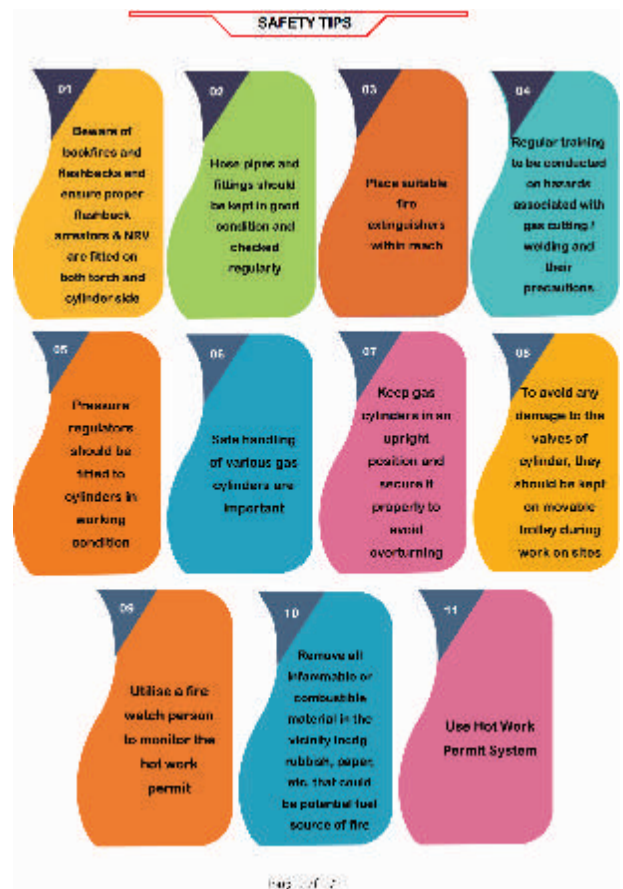 SAFETY TIPS
01
Beware of
backfires and
flashbacks and
ensure proper
flashback
arrestors & NRV
are fitted on
both torch and
cylinder side
02
Hose pipes and
fittings should
be kept in good
condition and
checked
regularly
03
Place suitable
fire
extinguishers
within reach
04
Regular training
to be conducted
on hazards
associated with
gas cutting /
welding and
their
precautions
05
Pressure
regulators
should be
fitted to
cylinders in
working
condition
06
Safe handling
of various gas
cylinders are
important
07
Keep gas
cylinders in an
upright
position and
secure it
properly to
avoid
overturning
08
To avoid any
damage to the
valves of
cylinder, they
should be kept
on movable
trolley during
work on sites
09
Utilise a fire
watch person
to monitor the
hot work
permit
10
Remove all
inflammable or
combustible
material in the
vicinity
rubbish, paper,
etc. that could
be potential fuel
source of fire
11
Use Hot Work
Permit System